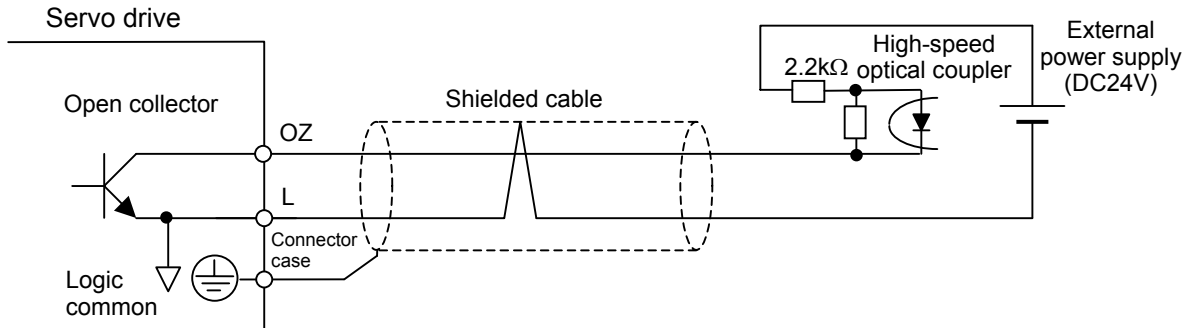 Servo drive
Open collector
OZ
L
Connector
case
Logic
common
Shielded cable
2.2kΩ
High-speed
optical coupler
External
power supply
(DC24V)